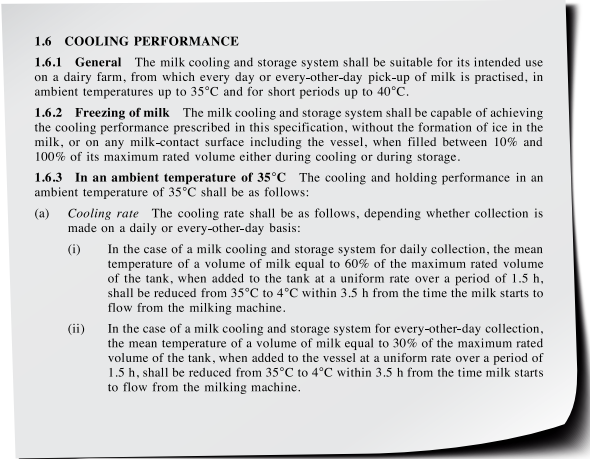 1.6 COOLING PERFORMANCE
1.6.1 General The milk cooling and storage system shall be suitable for its intended use
on a dairy farm, from which every day or every-other-day pick-up of milk is practised, in
ambient temperatures up to 35°C and for short periods up to 40°C.
1.6.2 Freezing of milk The milk cooling and storage system shall be capable of achieving
the cooling performance prescribed in this specification, without the formation of ice in the
milk, or on any milk-contact surface including the vessel, when filled between 10% and
100% of its maximum rated volume either during cooling or during storage.
1.6.3 In an ambient temperature of 35°C The cooling and holding performance in an
ambient temperature of 35°C shall be as follows:
(a) Cooling rate The cooling rate shall be as follows, depending whether collection is
made on a daily or every-other-day basis:
(i) In the case of a milk cooling and storage system for daily collection, the mean
temperature of a volume of milk equal to 60% of the maximum rated volume
of the tank, when added to the tank at a uniform rate over a period of 1.5 h,
shall be reduced from 35°C to 4°C within 3.5 h from the time the milk starts to
flow from the milking machine.
(ii) In the case of a milk cooling and storage system for every-other-day collection,
the mean temperature of a volume of milk equal to 30% of the maximum rated
volume of the tank, when added to the vessel at a uniform rate over a period of
1.5 h, shall be reduced from 35°C to 4°C within 3.5 h from the time milk starts
to flow from the milking machine.